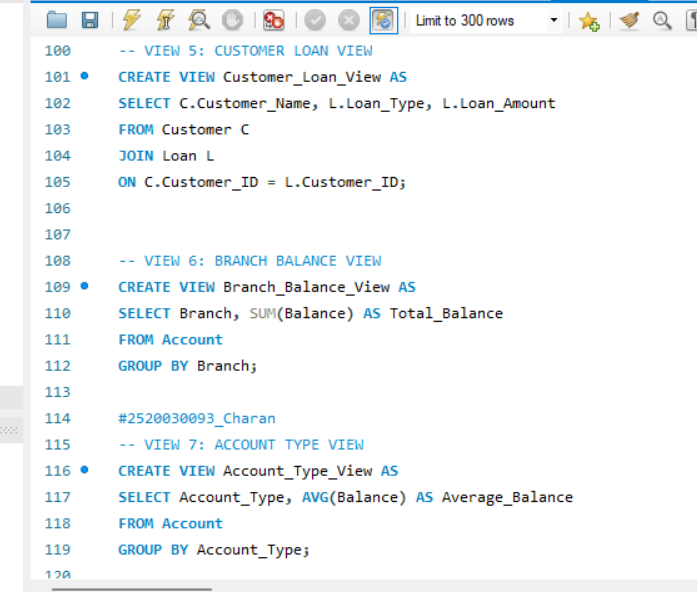 Limit to 300 rows
100 -- VIEW 5: CUSTOMER LOAN VIEW
101 CREATE VIEW Customer_Loan_View AS
102 SELECT C.Customer_Name, L.Loan_Type, L.Loan_Amount
103 FROM Customer C
104 JOIN Loan L
105 ON C.Customer_ID = L.Customer_ID;
106
107
108 -- VIEW 6: BRANCH BALANCE VIEW
109 CREATE VIEW Branch_Balance_View AS
110 SELECT Branch, SUM(Balance) AS Total_Balance
111 FROM Account
112 GROUP BY Branch;
113
114 #2520030093_Charan
115 -- VIEW 7: ACCOUNT TYPE VIEW
116 CREATE VIEW Account_Type_View AS
117 SELECT Account_Type, AVG(Balance) AS Average_Balance
118 FROM Account
119 GROUP BY Account_Type;
120